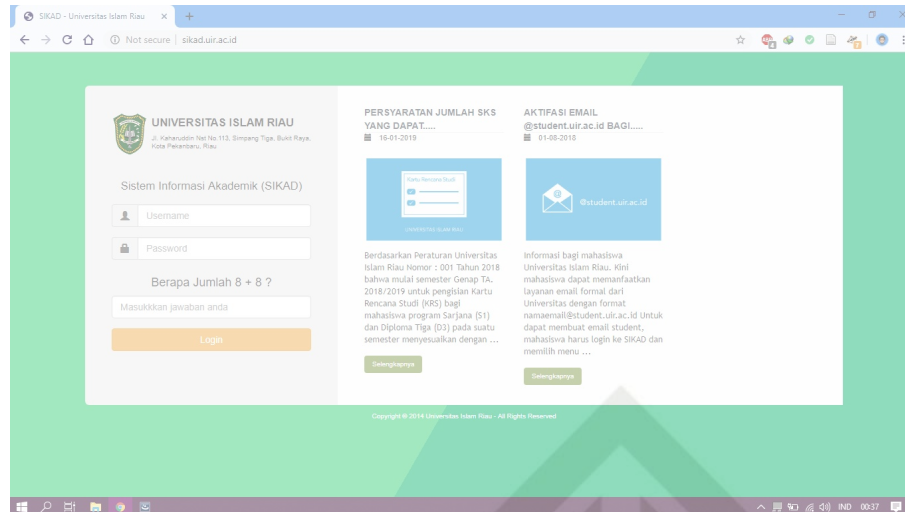 SIKAD - Universitas Islam Riau
Not secure | sikad.uir.ac.id
UNIVERSITAS ISLAM RIAU
Jl. Kaharuddin Nst No.113, Simpang Tiga, Bukit Raya,
Kota Pekanbaru, Riau
Sistem Informasi Akademik (SIKAD)
Username
Password
Berapa Jumlah 8 + 8 ?
Masukkkan jawaban anda
Login
PERSYARATAN JUMLAH SKS
YANG DAPAT.....
16-01-2019
Kartu Rencana Studi
UNIVERSITAS ISLAM RIAU
Berdasarkan Peraturan Universitas
Islam Riau Nomor : 001 Tahun 2018
bahwa mulai semester Genap TA.
2018/2019 untuk pengisian Kartu
Rencana Studi (KRS) bagi
mahasiswa program Sarjana (S1)
dan Diploma Tiga (D3) pada suatu
semester menyesuaikan dengan ...
Selengkapnya
AKTIFASI EMAIL
@student.uir.ac.id BAGI.....
01-08-2018
@student.uir.ac.id
Informasi bagi mahasiswa
Universitas Islam Riau. Kini
mahasiswa dapat memanfaatkan
layanan email formal dari
Universitas dengan format
namaemail@student.uir.ac.id Untuk
dapat membuat email student,
mahasiswa harus login ke SIKAD dan
memilih menu ...
Selengkapnya
Copyright © 2014 Universitas Islam Riau - All Rights Reserved
IND 00:37